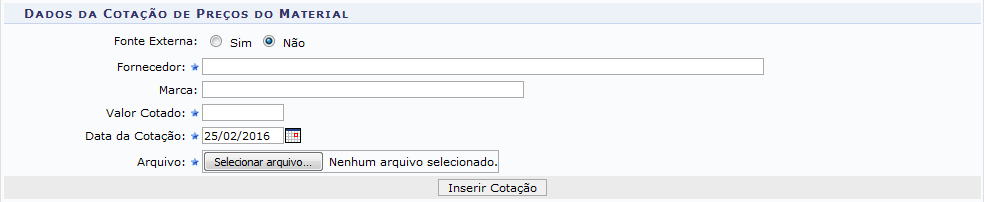 Dados da Cotação de Preços do Material
Fonte Externa: Sim Não
Fornecedor:
Marca:
Valor Cotado:
Data da Cotação: 25/02/2016
Arquivo: Selecionar arquivo... Nenhum arquivo selecionado.
Inserir Cotação